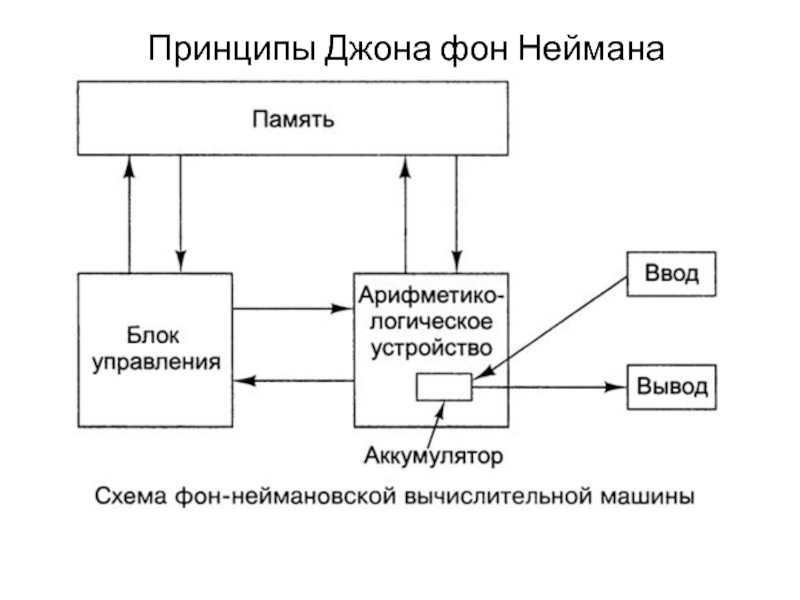 Принципы Джона фон Неймана
Память
Блок
управления
Арифметико-
логическое
устройство
Ввод
Вывод
Аккумулятор
Схема фон-неймановской вычислительной машины